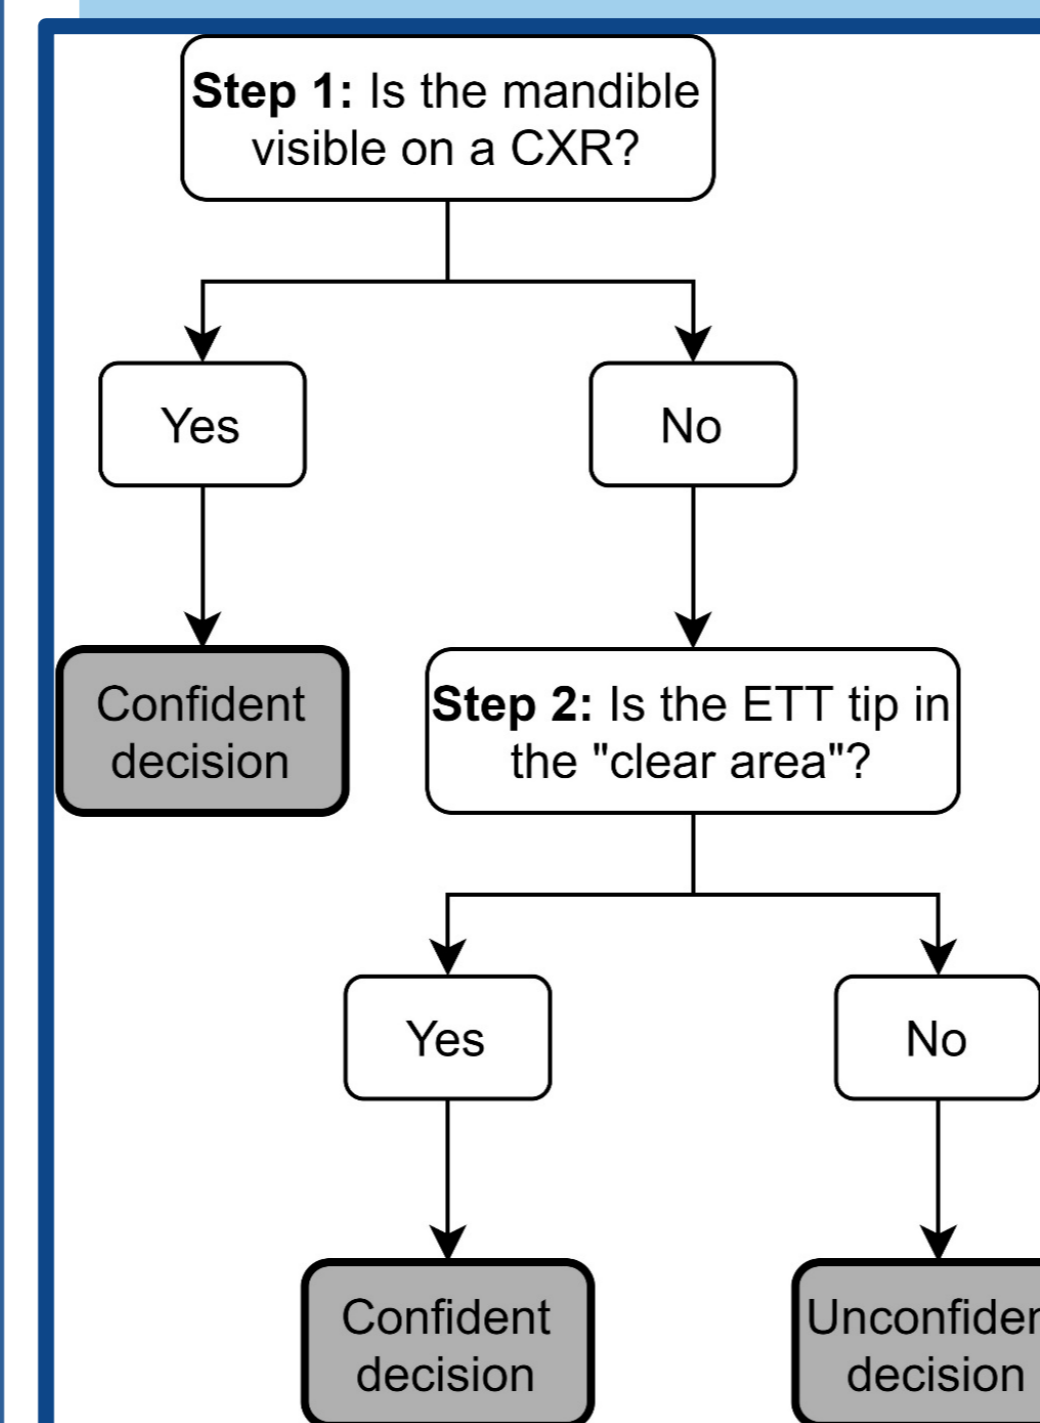 Step 1: Is the mandible
visible on a CXR?
Yes
No
Confident
decision
Step 2: Is the ETT tip in
the "clear area"?
Yes
No
Confident
decision
decision